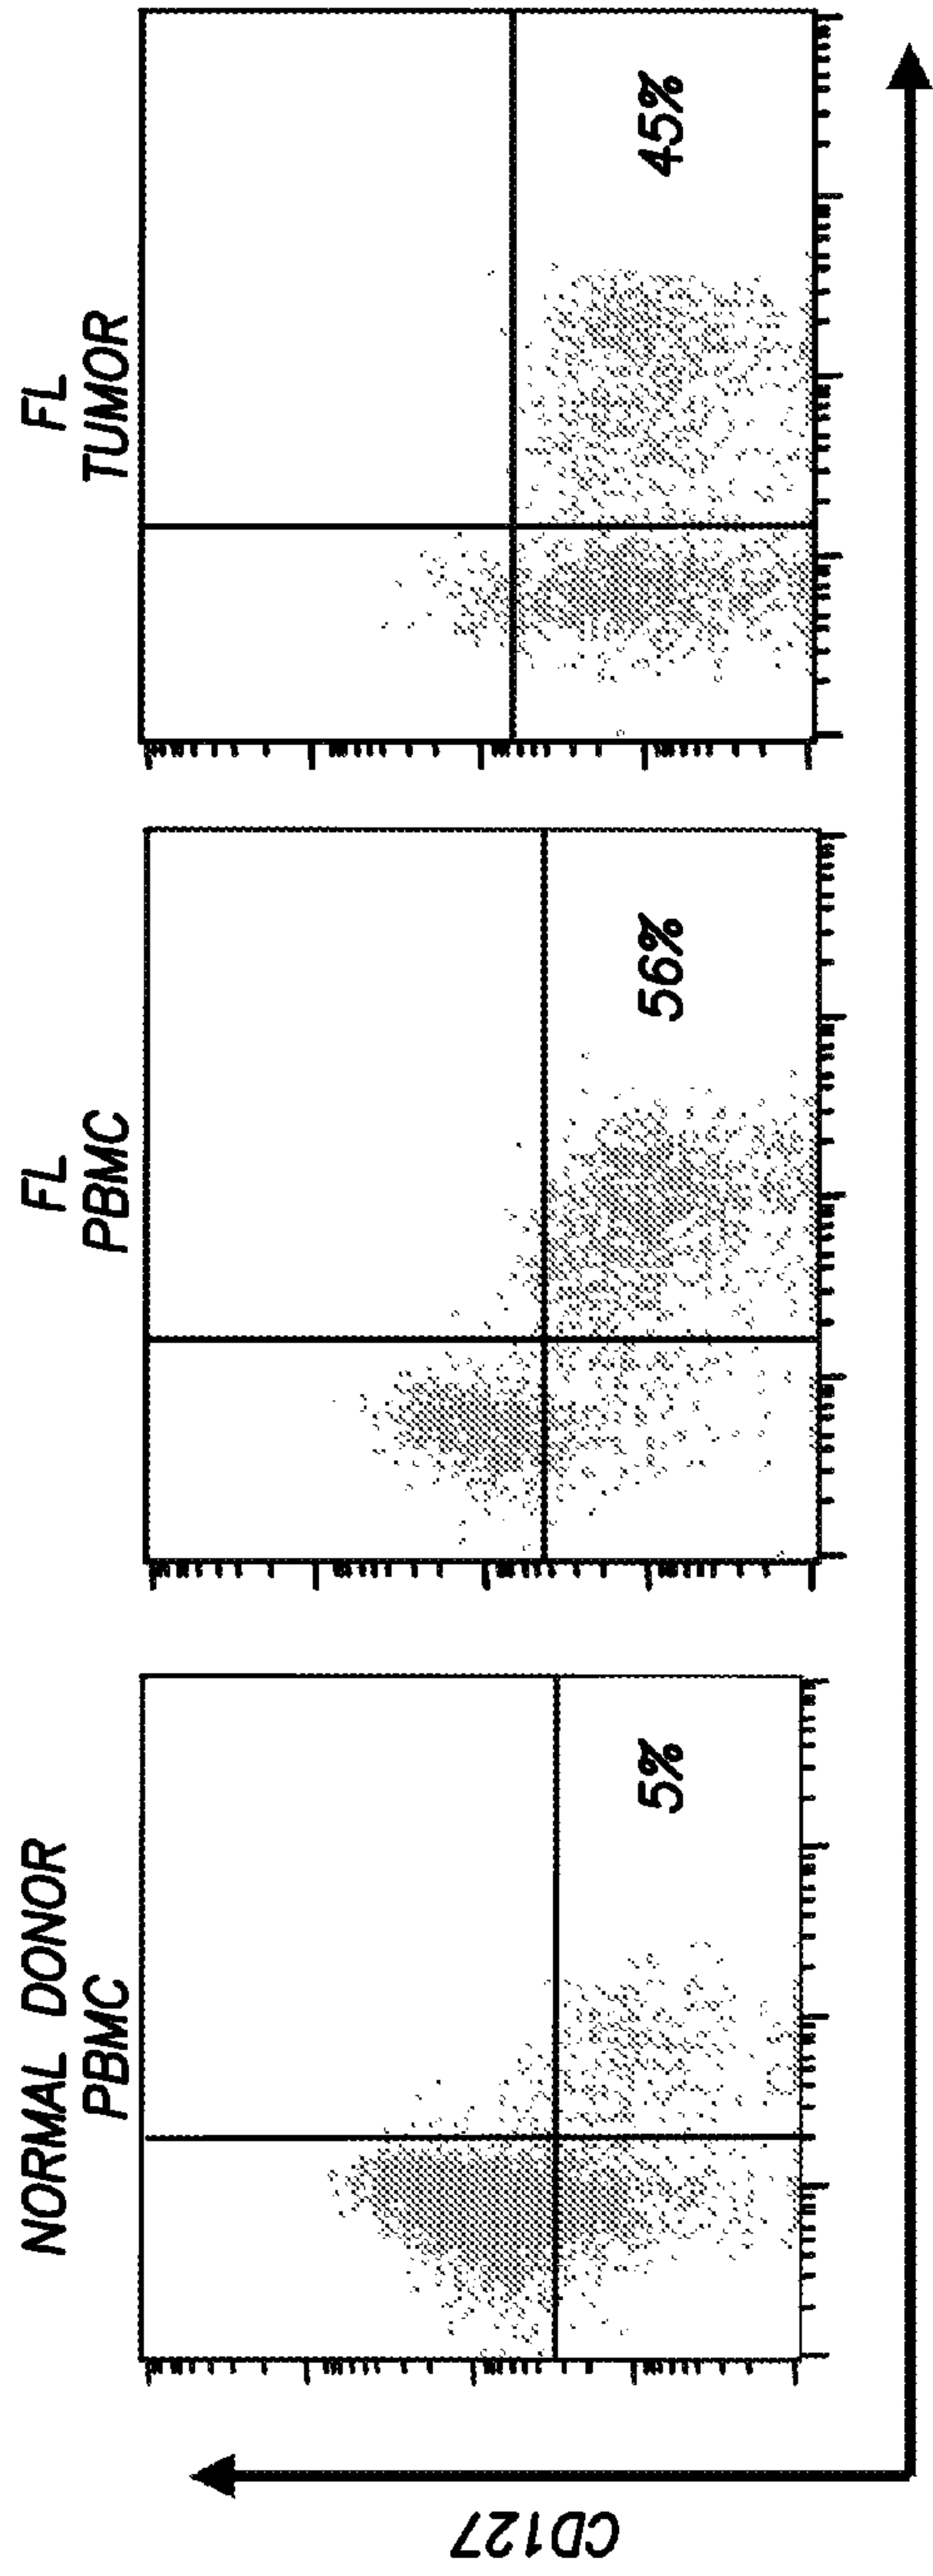 NORMAL DONOR
PBMC
FL
PBMC
FL
TUMOR
5%
56%
45%
CD127